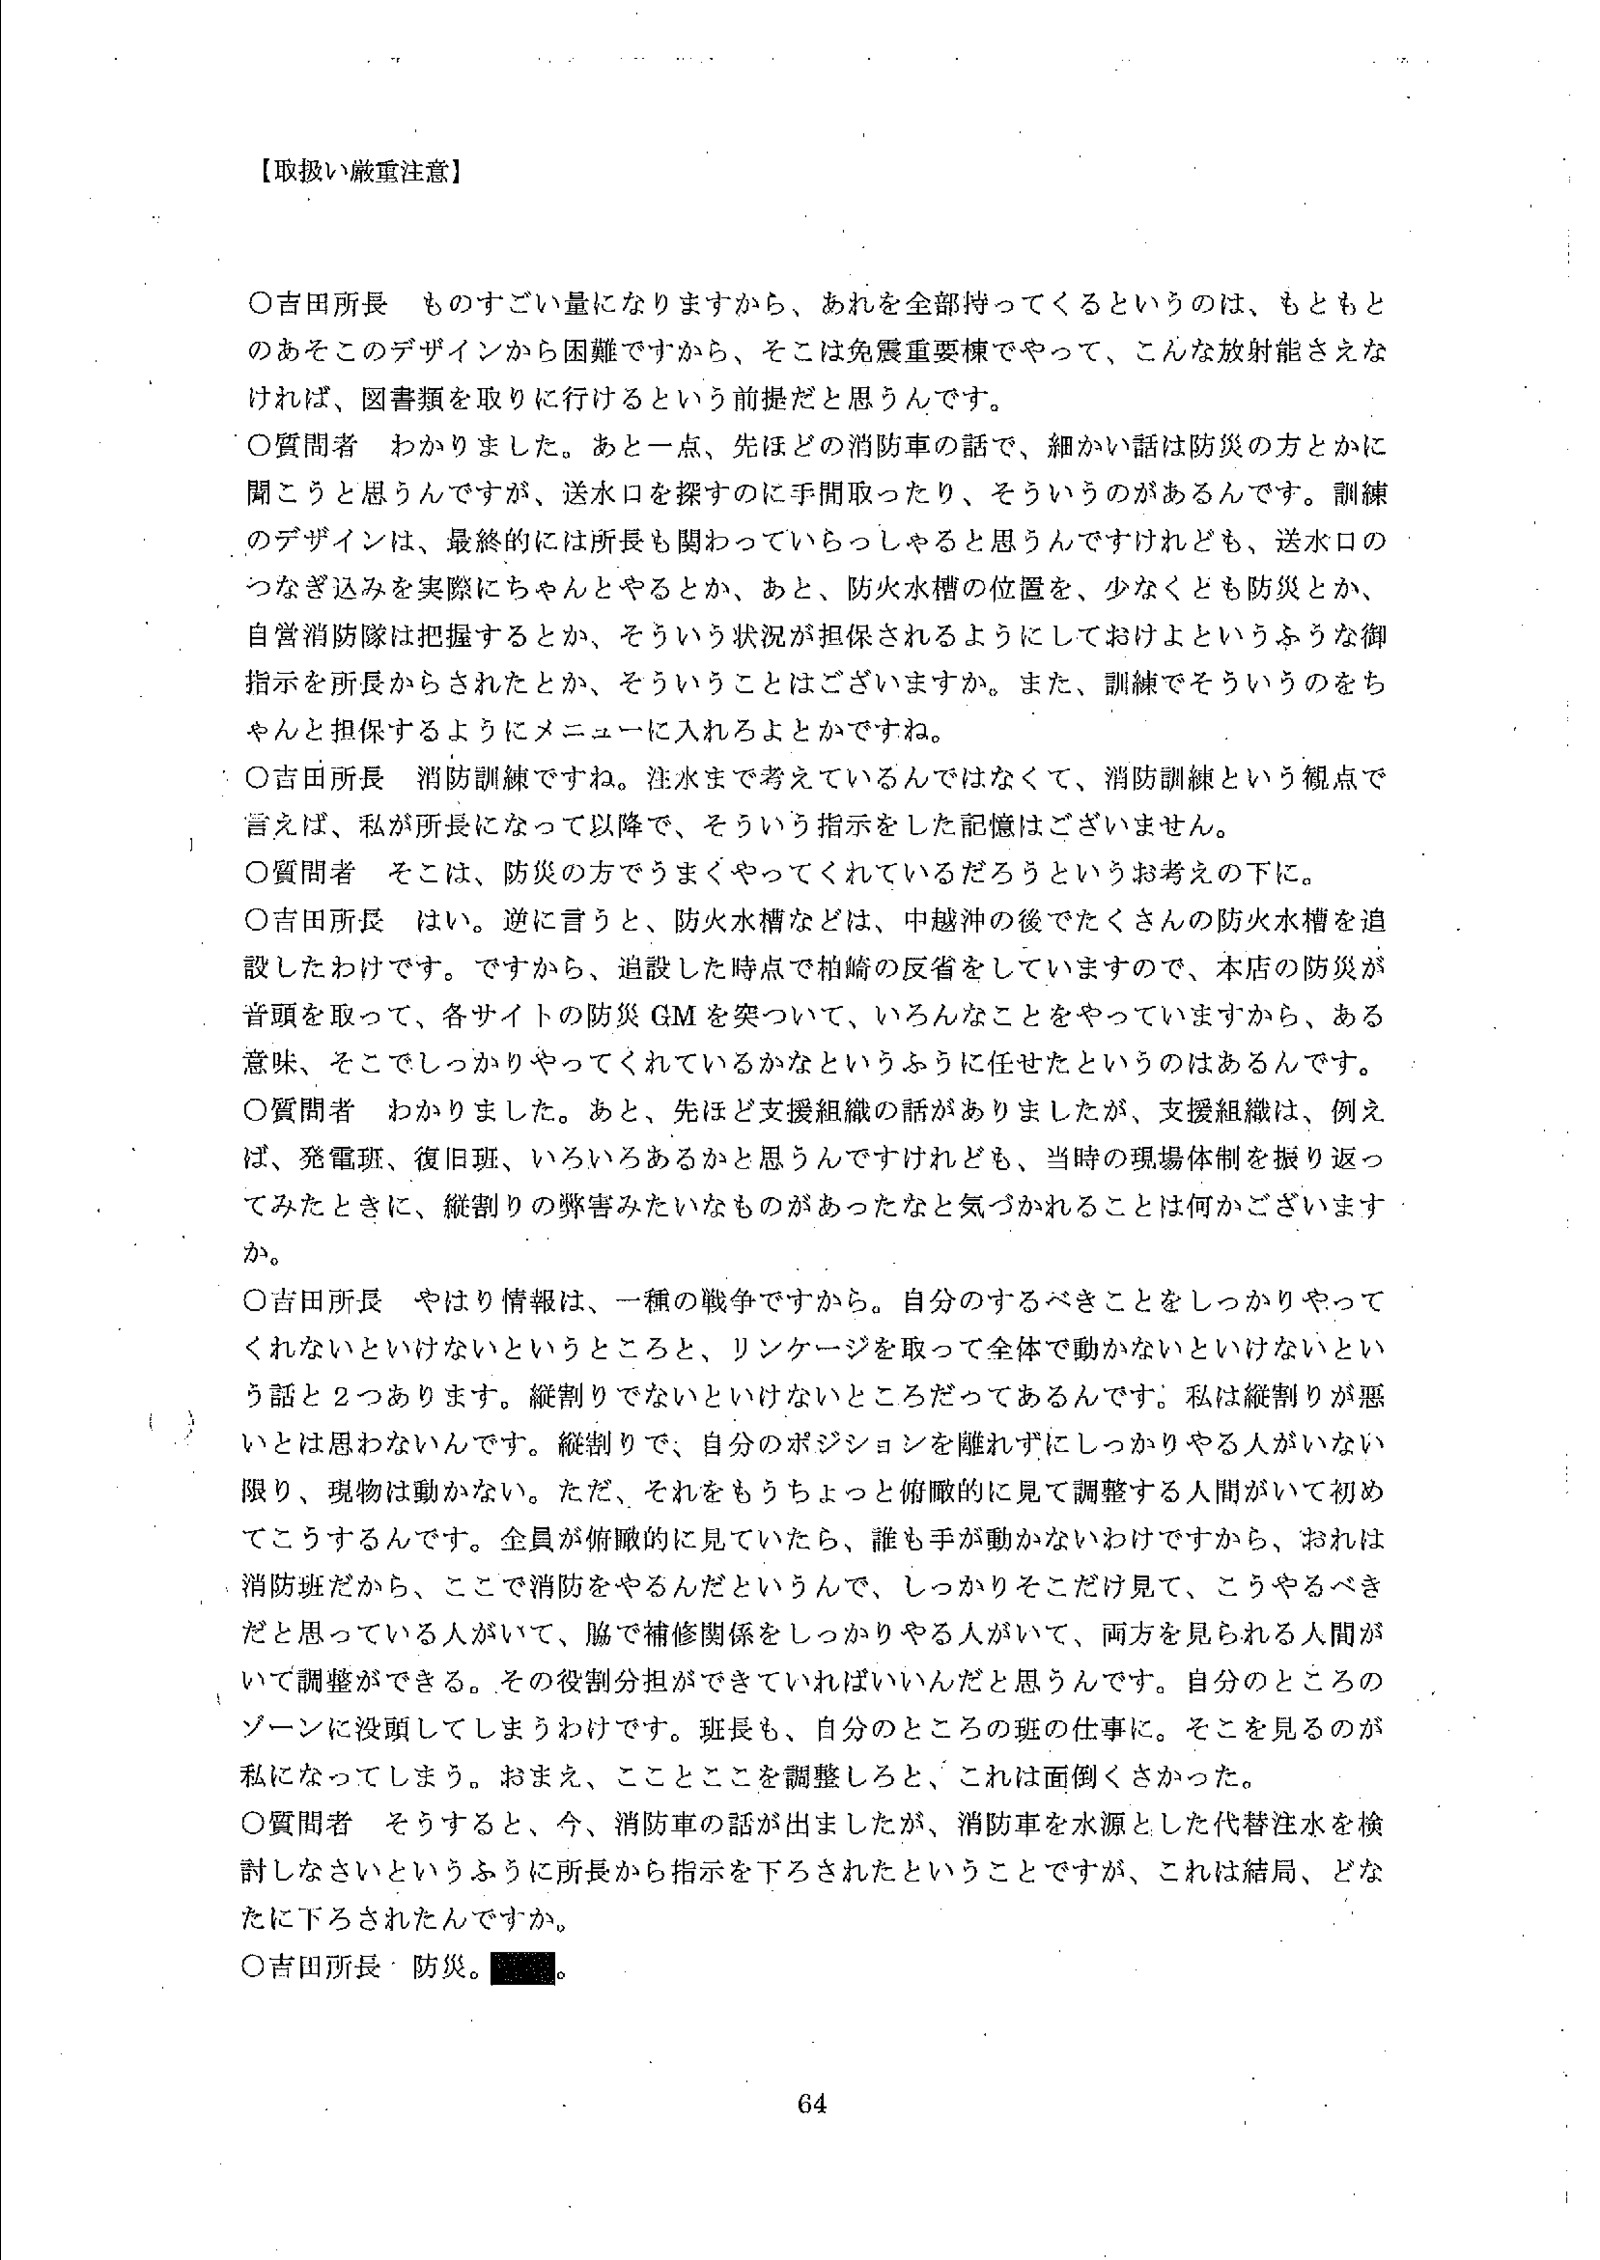 【取扱い厳重注意】
○吉田所長　ものすごい量になりますから、あれを全部持ってくるというのは、もともと
のあそこのデザインから困難ですから、そこは免震重要棟でやって、こんな放射能さえな
ければ、図書類を取りに行けるという前提だと思うんです。
○質問者　わかりました。あと一点、先ほどの消防車の話で、細かい話は防災の方とかに
聞こうと思うんですが、送水口を探すのに手間取ったり、そういうのがあるんです。訓練
のデザインは、最終的には所長も関わっていらっしゃると思うんですけれども、送水口の
つなぎ込みを実際にちゃんとやるとか、あと、防火水槽の位置を、少なくとも防災とか、
自営消防隊は把握するとか、そういう状況が担保されるようにしておけよというふうな御
指示を所長からされたとか、そういうことはございますか。また、訓練でそういうのをち
ゃんと担保するようにメニューに入れろよとかですね。
○吉田所長　消防訓練ですね。注水まで考えているんではなくて、消防訓練という観点で
言えば、私が所長になって以降で、そういう指示をした記憶はございません。
○質問者　そこは、防災の方でうまくやってくれているだろうというお考えの下に。
○吉田所長　はい。逆に言うと、防火水槽などは、中越沖の後でたくさんの防火水槽を追
設したわけです。ですから、追設した時点で柏崎の反省をしていますので、本店の防災が
音頭を取って、各サイトの防災 GM を突ついて、いろんなことをやっていますから、ある
意味、そこでしっかりやってくれているかなというふうに任せたというのはあるんです。
○質問者　わかりました。あと、先ほど支援組織の話がありましたが、支援組織は、例え
ば、発電班、復旧班、いろいろあるかと思うんですけれども、当時の現場体制を振り返っ
てみたときに、縦割りの弊害みたいなものがあったなと気づかれることは何かございます
か。
○吉田所長　やはり情報は、一種の戦争ですから。自分のするべきことをしっかりやって
くれないといけないというところと、リンケージを取って全体で動かないといけないとい
う話と２つあります。縦割りでないといけないところだってあるんです。私は縦割りが悪
いとは思わないんです。縦割りで、自分のポジションを離れずにしっかりやる人がいない
限り、現物は動かない。ただ、それをもうちょっと俯瞰的に見て調整する人間がいて初め
てこうするんです。全員が俯瞰的に見ていたら、誰も手が動かないわけですから、おれは
消防班だから、ここで消防をやるんだというんで、しっかりそこだけ見て、こうやるべき
だと思っている人がいて、脇で補修関係をしっかりやる人がいて、両方を見られる人間が
いて調整ができる。その役割分担ができていればいいんだと思うんです。自分のところの
ゾーンに没頭してしまうわけです。班長も、自分のところの班の仕事に。そこを見るのが
私になってしまう。おまえ、こことここを調整しろと、これは面倒くさかった。
○質問者　そうすると、今、消防車の話が出ましたが、消防車を水源とした代替注水を検
討しなさいというふうに所長から指示を下ろされたということですが、これは結局、どな
たに下ろされたんですか。
○吉田所長　防災。　。
64